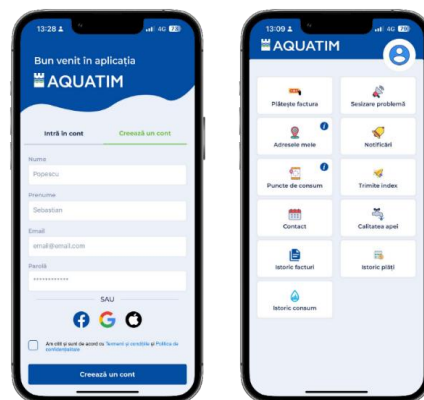 13:28
4G
78
Bun venit în aplicația
AQUATIM
Intră în cont
Creează un cont
Nume
Popescu
Prenume
Sebastian
Email
email@email.com
Parolă
************
SAU
Am citit și sunt de acord cu Termenii și condițiile și Politica de
confidențialitate
Creează un cont
13:09
4G
AQUATIM
Plătește factura
Sesizare problemă
Adresele mele
Notificări
Puncte de consum
Trimite index
Contact
Calitatea apei
Istoric facturi
Istoric plăți
Istoric consum